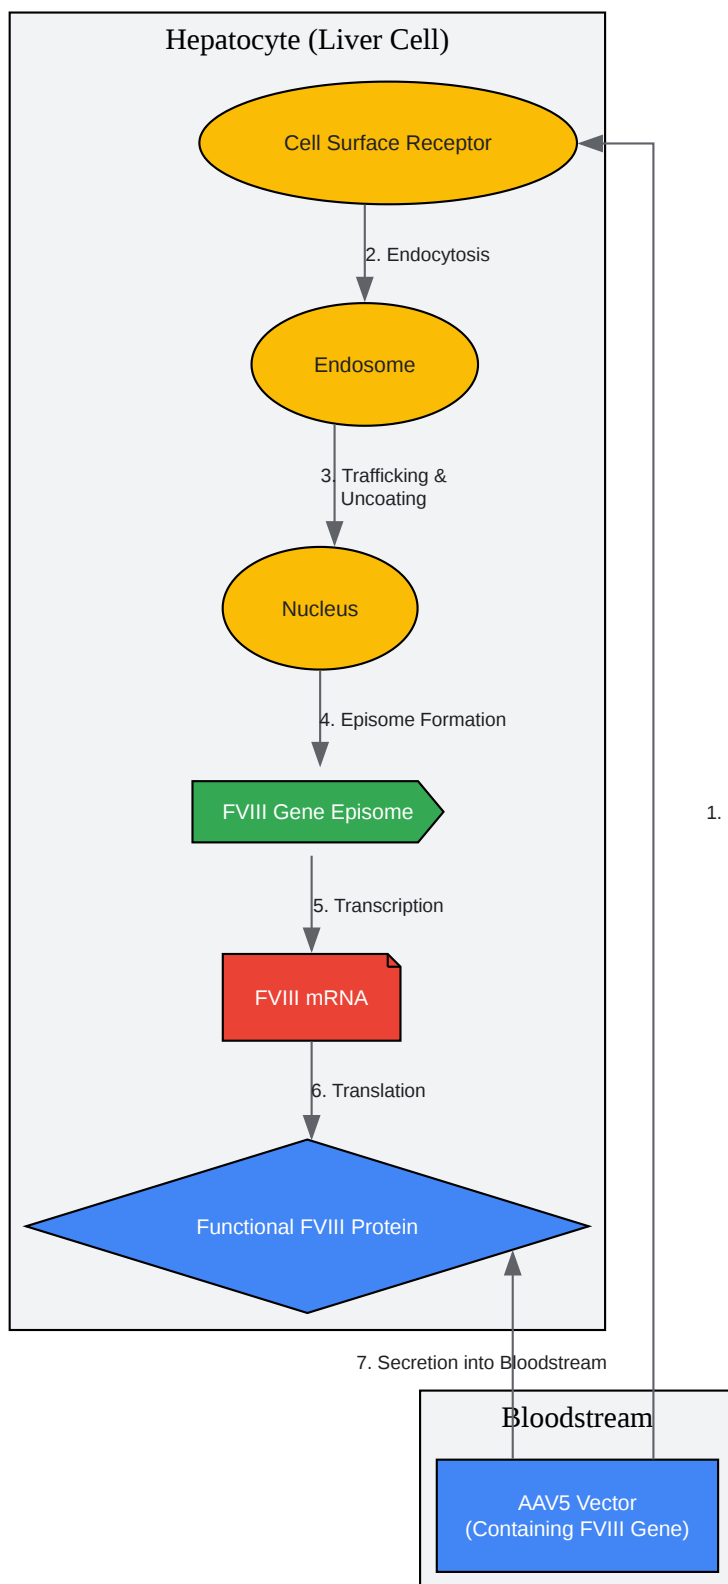 Hepatocyte (Liver Cell)
Cell Surface Receptor
2. Endocytosis
Endosome
3. Trafficking &
Uncoating
Nucleus
4. Episome Formation
FVIII Gene Episome
1.
5. Transcription
FVIII mRNA
6. Translation
Functional FVIII Protein
7. Secretion into Bloodstream
Bloodstream
AAV5 Vector
(Containing FVIII Gene)